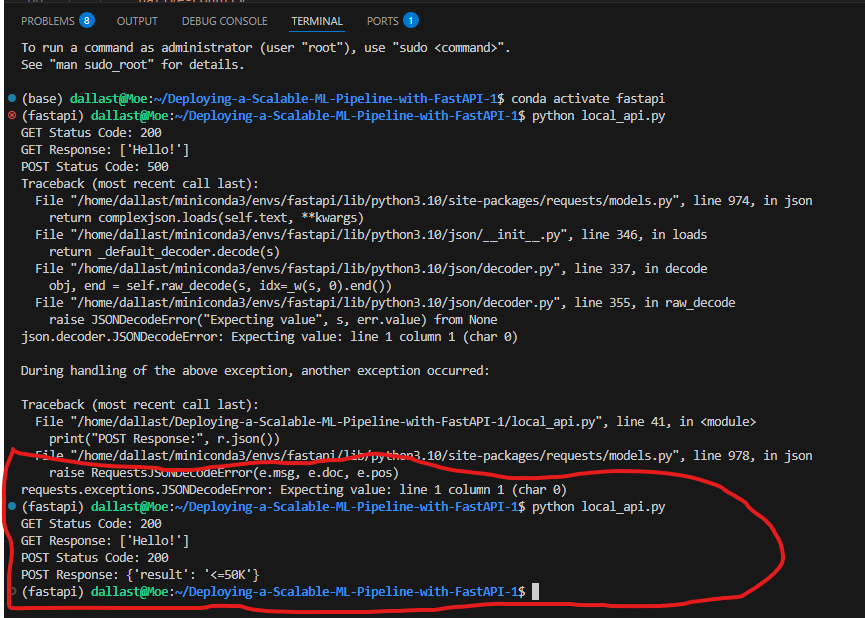 PROBLEMS 8 OUTPUT DEBUG CONSOLE TERMINAL PORTS 1
To run a command as administrator (user "root"), use "sudo <command>".
See "man sudo_root" for details.
(base) dallast@Moe:~/Deploying-a-Scalable-ML-Pipeline-with-FastAPI-1$ conda activate fastapi
(fastapi) dallast@Moe:~/Deploying-a-Scalable-ML-Pipeline-with-FastAPI-1$ python local_api.py
GET Status Code: 200
GET Response: ['Hello!']
POST Status Code: 500
Traceback (most recent call last):
  File "/home/dallast/miniconda3/envs/fastapi/lib/python3.10/site-packages/requests/models.py", line 974, in json
    return complexjson.loads(self.text, **kwargs)
  File "/home/dallast/miniconda3/envs/fastapi/lib/python3.10/json/__init__.py", line 346, in loads
    return _default_decoder.decode(s)
  File "/home/dallast/miniconda3/envs/fastapi/lib/python3.10/json/decoder.py", line 337, in decode
    obj, end = self.raw_decode(s, idx=_w(s, 0).end())
  File "/home/dallast/miniconda3/envs/fastapi/lib/python3.10/json/decoder.py", line 355, in raw_decode
    raise JSONDecodeError("Expecting value", s, err.value) from None
json.decoder.JSONDecodeError: Expecting value: line 1 column 1 (char 0)
During handling of the above exception, another exception occurred:
Traceback (most recent call last):
  File "/home/dallast/Deploying-a-Scalable-ML-Pipeline-with-FastAPI-1/local_api.py", line 41, in <module>
    print("POST Response:", r.json())
  File "/home/dallast/miniconda3/envs/fastapi/lib/python3.10/site-packages/requests/models.py", line 978, in json
    raise RequestsJSONDecodeError(e.msg, e.doc, e.pos)
requests.exceptions.JSONDecodeError: Expecting value: line 1 column 1 (char 0)
(fastapi) dallast@Moe:~/Deploying-a-Scalable-ML-Pipeline-with-FastAPI-1$ python local_api.py
GET Status Code: 200
GET Response: ['Hello!']
POST Status Code: 200
POST Response: {'result': '<=50K'}
(fastapi) dallast@Moe:~/Deploying-a-Scalable-ML-Pipeline-with-FastAPI-1$